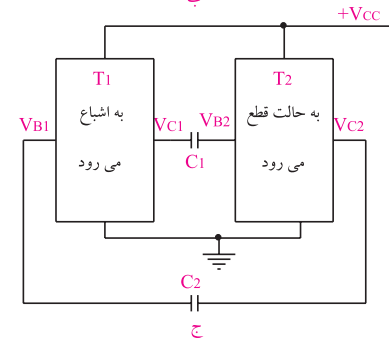 ب
+VCC
T1
T2
به اشباع
به حالت قطع
VB1
VC1
VB2
VC2
می رود
می رود
C1
C2
ج